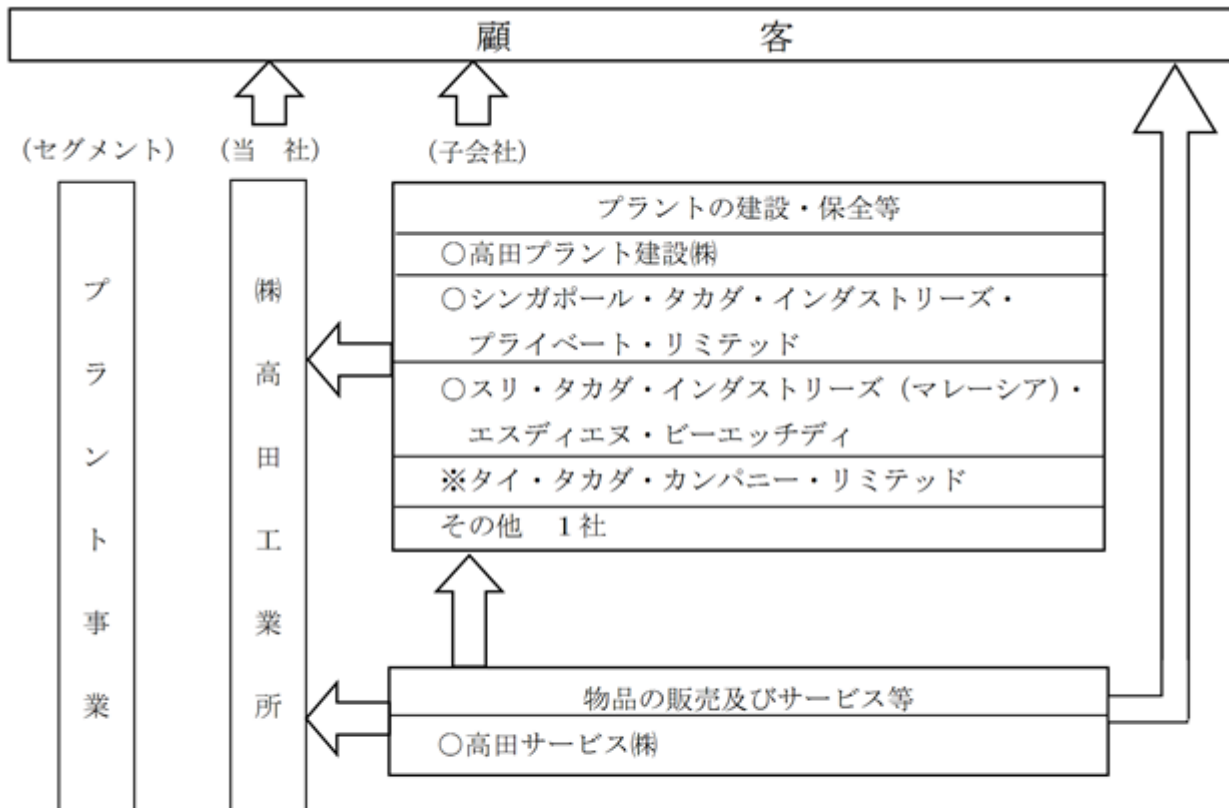 顧　　　客
(セグメント)
(当　社)
(子会社)
プラント事業
㈱高田工業所
プラントの建設・保全等
○高田プラント建設㈱
○シンガポール・タカダ・インダストリーズ・
プライベート・リミテッド
○スリ・タカダ・インダストリーズ (マレーシア)・
エスディエヌ・ビーエッチディ
※タイ・タカダ・カンパニー・リミテッド
その他　1社
物品の販売及びサービス等
○高田サービス㈱